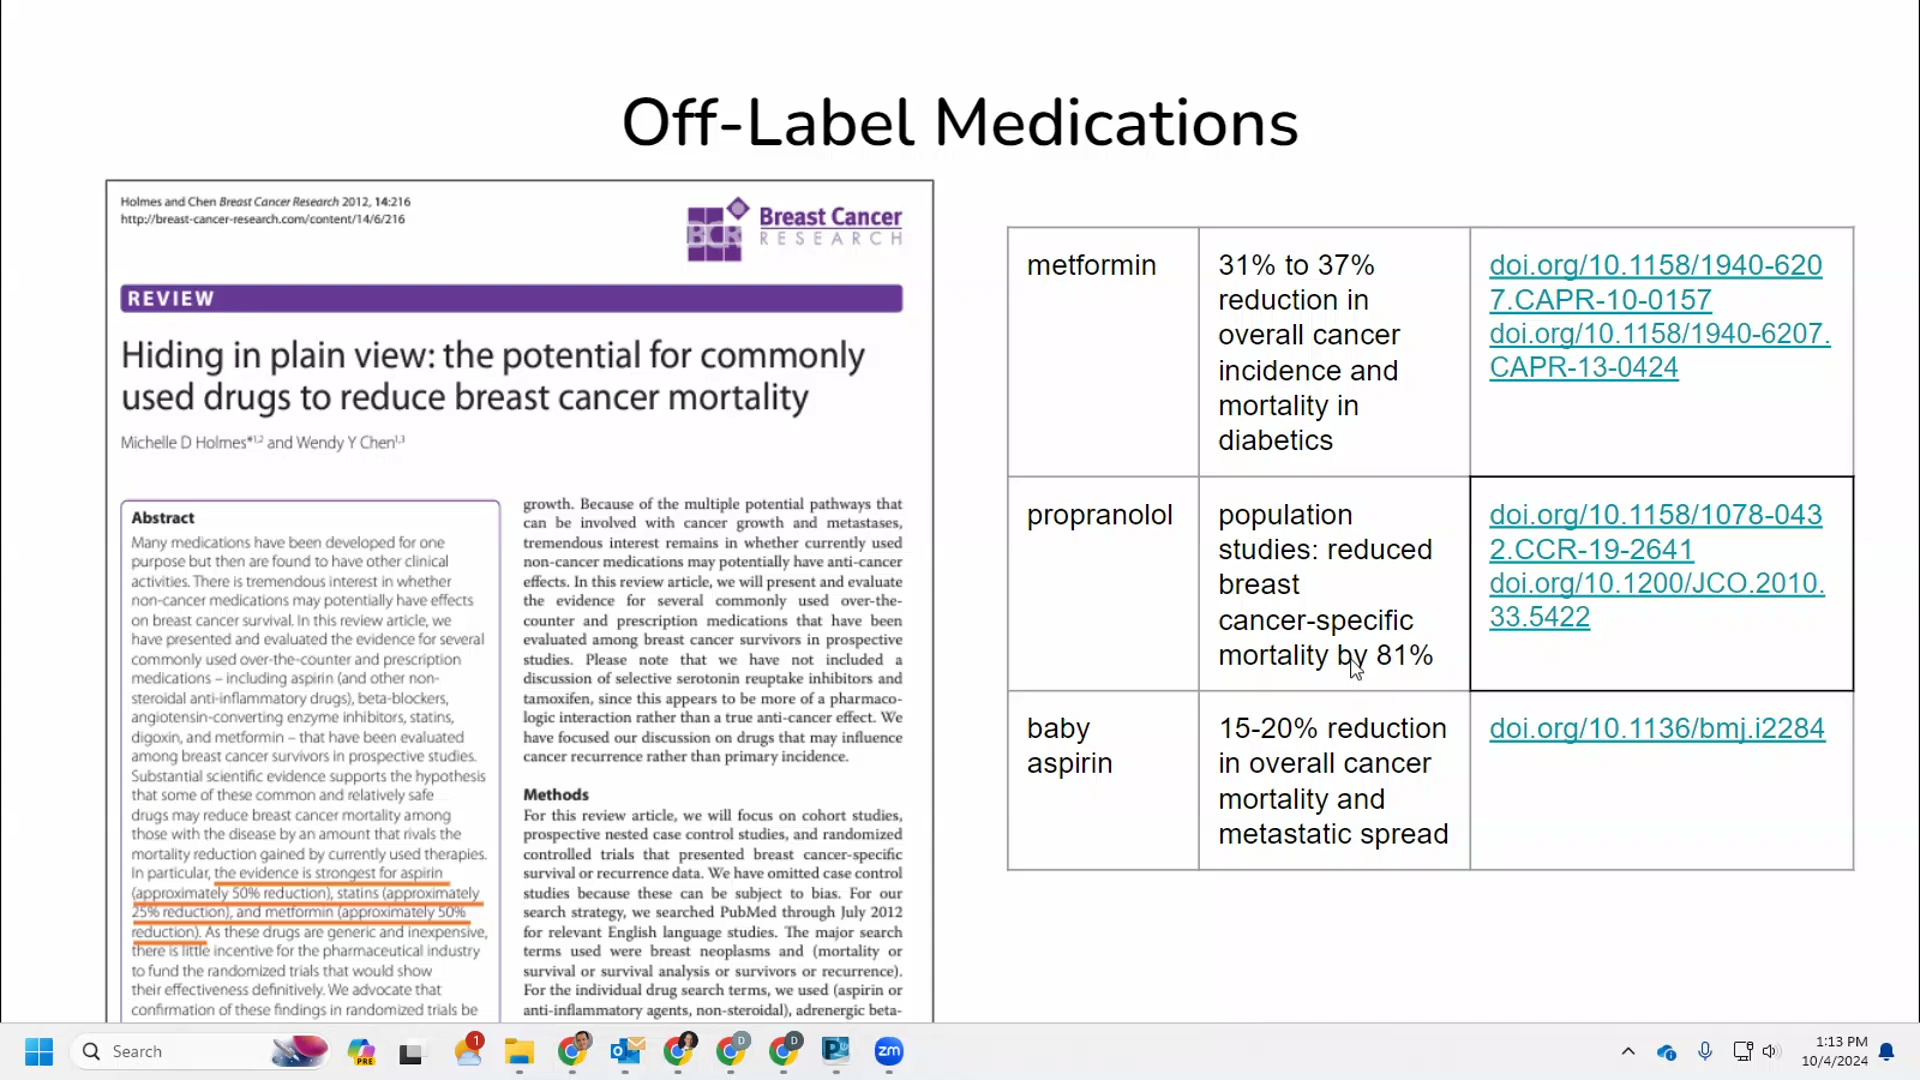 Off-Label Medications
Holmes and Chen Breast Cancer Research 2012, 14:216
http://breast-cancer-research.com/content/14/6/216
BCR
Breast Cancer
RESEARCH
REVIEW
Hiding in plain view: the potential for commonly
used drugs to reduce breast cancer mortality
Michelle D Holmes*1,2 and Wendy Y Chen1,3
Abstract
Many medications have been developed for one
purpose but then are found to have other clinical
activities. There is tremendous interest in whether
non-cancer medications may potentially have effects
on breast cancer survival. In this review article, we
have presented and evaluated the evidence for several
commonly used over-the-counter and prescription
medications – including aspirin (and other non-
steroidal anti-inflammatory drugs), beta-blockers,
angiotensin-converting enzyme inhibitors, statins,
digoxin, and metformin – that have been evaluated
among breast cancer survivors in prospective studies.
Substantial scientific evidence supports the hypothesis
that some of these common and relatively safe
drugs may reduce breast cancer mortality among
those with the disease by an amount that rivals the
mortality reduction gained by currently used therapies.
In particular, the evidence is strongest for aspirin
(approximately 50% reduction), statins (approximately
25% reduction), and metformin (approximately 50%
reduction). As these drugs are generic and inexpensive,
there is little incentive for the pharmaceutical industry
to fund the randomized trials that would show
their effectiveness definitively. We advocate that
confirmation of these findings in randomized trials be
growth. Because of the multiple potential pathways that
can be involved with cancer growth and metastases,
tremendous interest remains in whether currently used
non-cancer medications may potentially have anti-cancer
effects. In this review article, we will present and evaluate
the evidence for several commonly used over-the-
counter and prescription medications that have been
evaluated among breast cancer survivors in prospective
studies. Please note that we have not included a
discussion of selective serotonin reuptake inhibitors and
tamoxifen, since this appears to be more of a pharmaco-
logic interaction rather than a true anti-cancer effect. We
have focused our discussion on drugs that may influence
cancer recurrence rather than primary incidence.
Methods
For this review article, we will focus on cohort studies,
prospective nested case control studies, and randomized
controlled trials that presented breast cancer-specific
survival or recurrence data. We have omitted case control
studies because these can be subject to bias. For our
search strategy, we searched PubMed through July 2012
for relevant English language studies. The major search
terms used were breast neoplasms and (mortality or
survival or survival analysis or survivors or recurrence).
For the individual drug search terms, we used (aspirin or
anti-inflammatory agents, non-steroidal), adrenergic beta-
metformin
31% to 37%
reduction in
overall cancer
incidence and
mortality in
diabetics
doi.org/10.1158/1940-620
7.CAPR-10-0157
doi.org/10.1158/1940-6207.
CAPR-13-0424
propranolol
population
studies: reduced
breast
cancer-specific
mortality by 81%
doi.org/10.1158/1078-043
2.CCR-19-2641
doi.org/10.1200/JCO.2010.
33.5422
baby
aspirin
15-20% reduction
in overall cancer
mortality and
metastatic spread
doi.org/10.1136/bmj.i2284
Search
PRE
1
D
D
zm
1:13 PM
10/4/2024